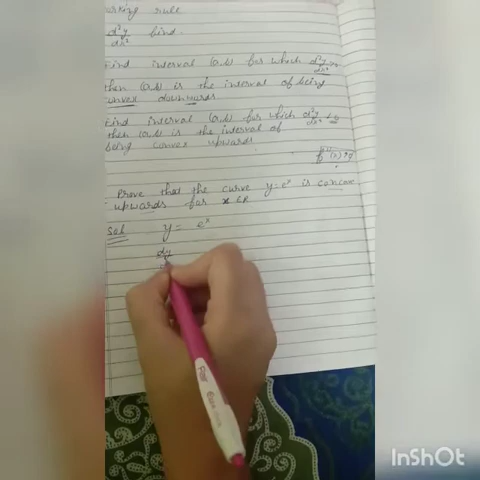 rking rule
d²y/dx² find.
Find interval (a,b) for which d²y/dx²
then (a,b) is the interval of being
convex downwards
Find interval (a,b) for which d²y/dx² <0
then (a,b) is the interval of
being convex upwards.
Prove that the curve y=eˣ is concave
upwards for x ∈R
Sol y = eˣ
dy
InShOt